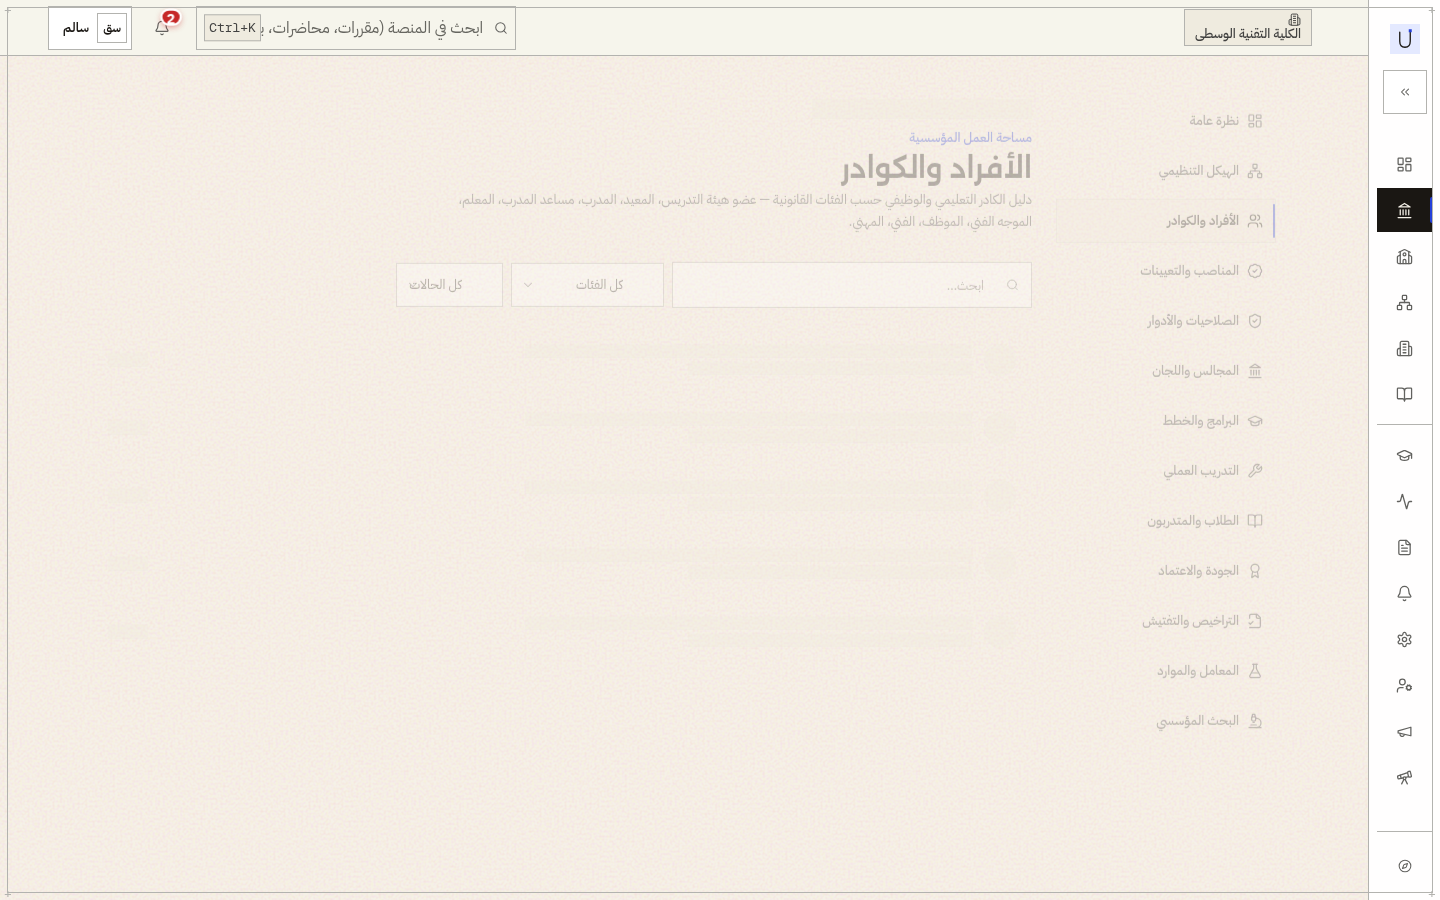 الكلية التقنية الوسطى
ابحث في المنصة (مقررات، محاضرات، ب
Ctrl+K
2
سق
سالم
نظرة عامة
الهيكل التنظيمي
الأفراد والكوادر
المناصب والتعيينات
الصلاحيات والأدوار
المجالس واللجان
البرامج والخطط
التدريب العملي
الطلاب والمتدربون
الجودة والاعتماد
التراخيص والتفتيش
المعامل والموارد
البحث المؤسسي
مساحة العمل المؤسسية
الأفراد والكوادر
دليل الكادر التعليمي والوظيفي حسب الفئات القانونية — عضو هيئة التدريس، المعيد، المدرب، مساعد المدرب، المعلم،
الموجه الفني، الموظف، الفني، المهني.
ابحث...
كل الفئات
كل الحالات